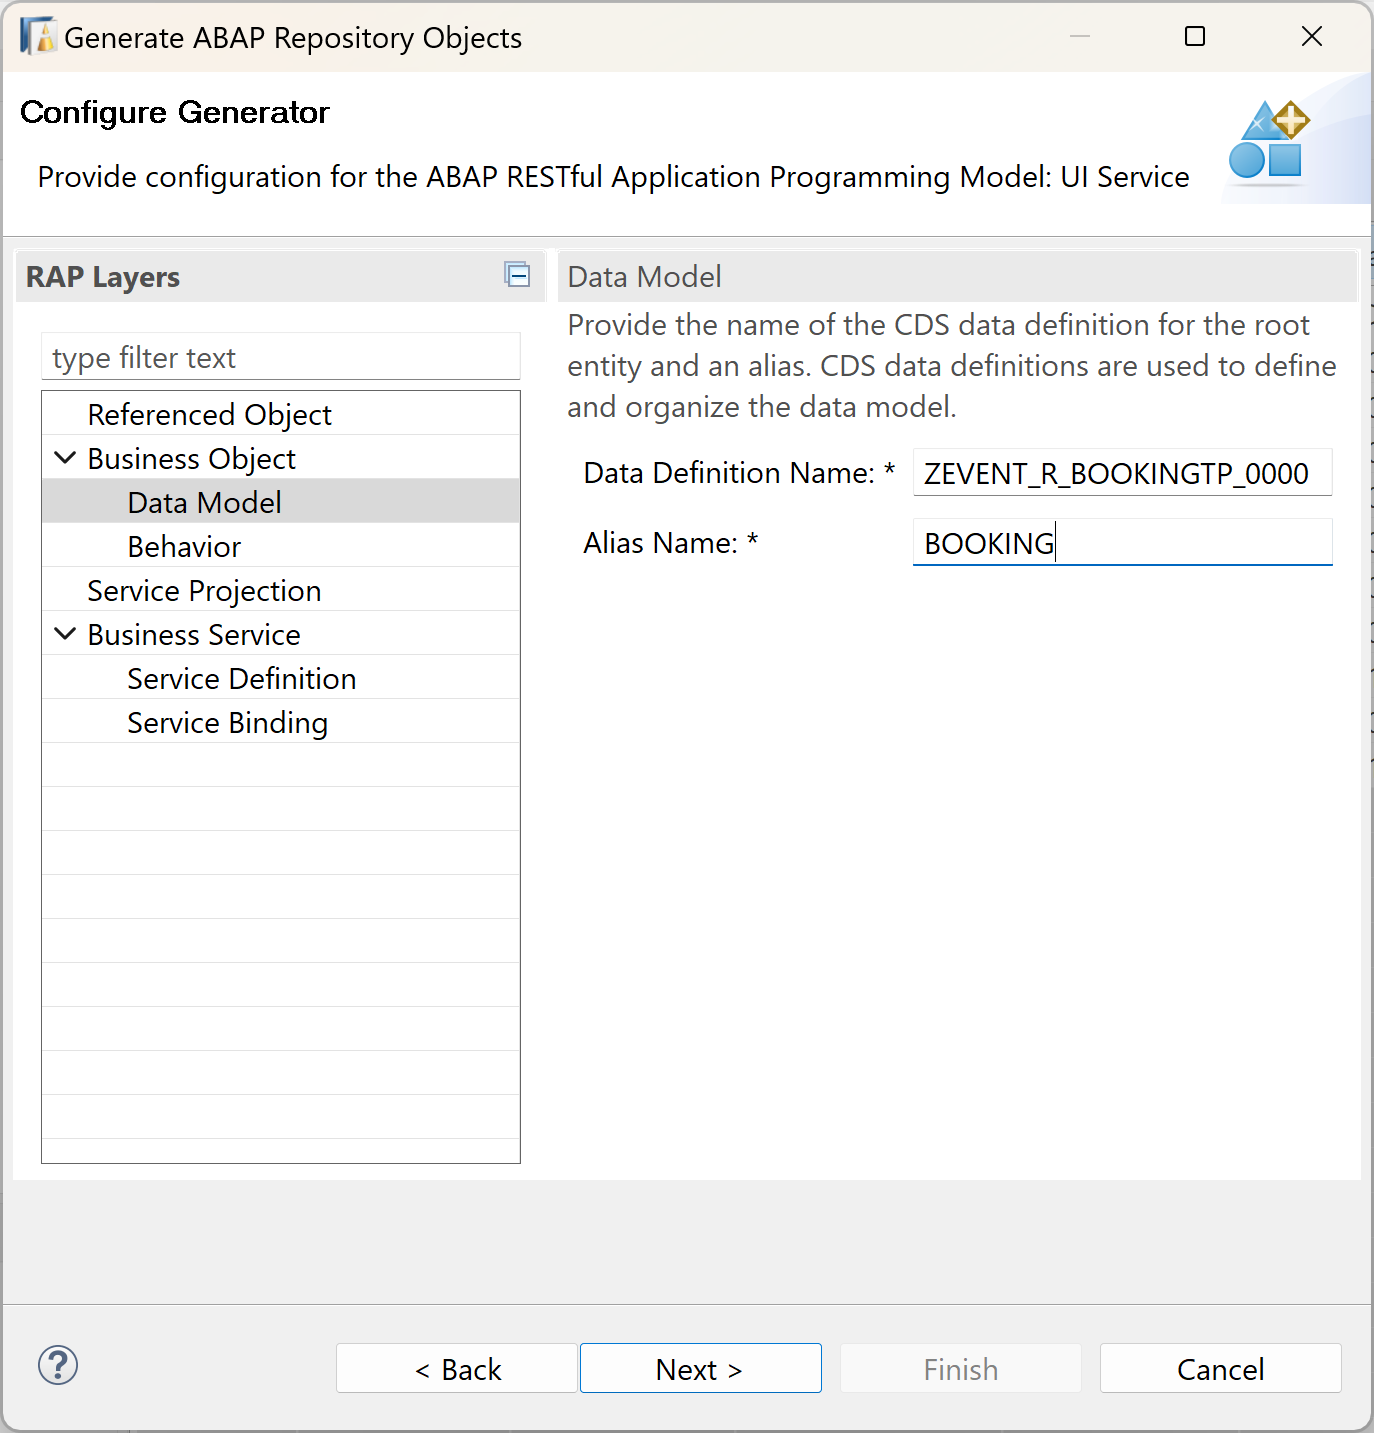 Generate ABAP Repository Objects
Configure Generator
Provide configuration for the ABAP RESTful Application Programming Model: UI Service
RAP Layers
type filter text
Referenced Object
Business Object
Data Model
Behavior
Service Projection
Business Service
Service Definition
Service Binding
Data Model
Provide the name of the CDS data definition for the root
entity and an alias. CDS data definitions are used to define
and organize the data model.
Data Definition Name: * ZEVENT_R_BOOKINGTP_0000
Alias Name: * BOOKING
? < Back Next > Finish Cancel